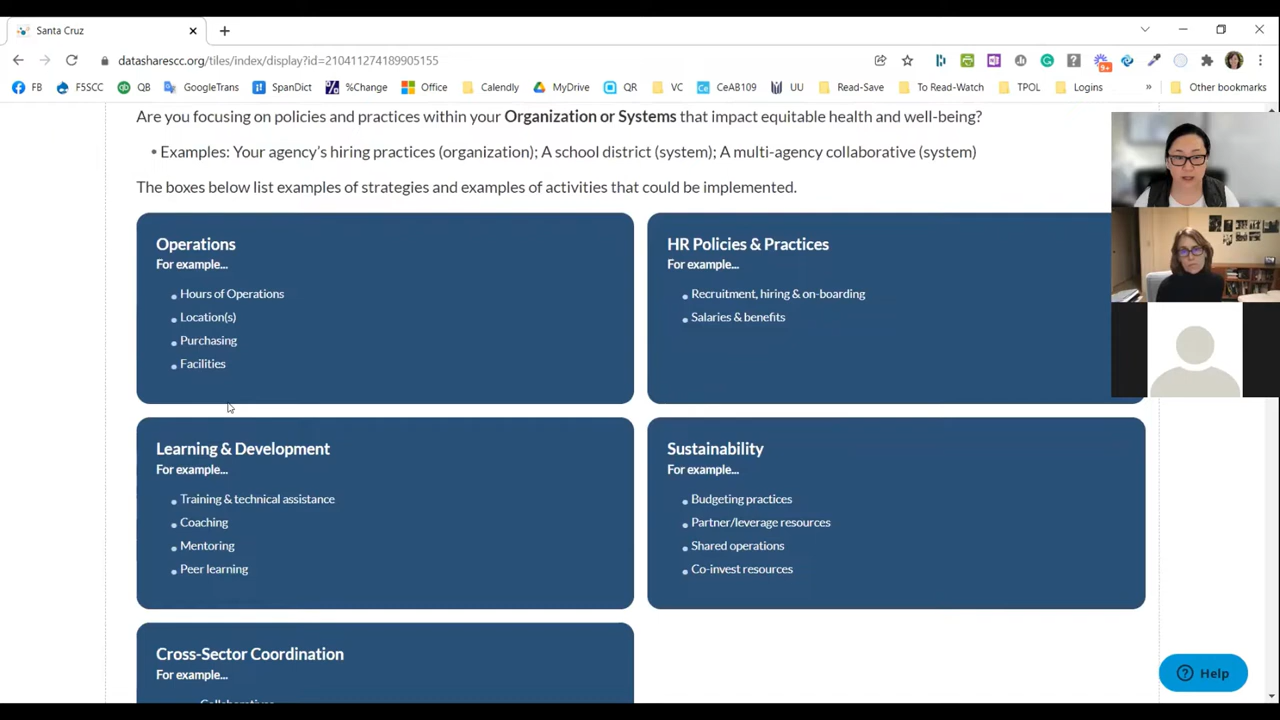 Santa Cruz
datasharescc.org/tiles/index/display?id=210411274189905155
FB
F5SCC
QB
GoogleTrans
SpanDict
%Change
Office
Calendly
MyDrive
QR
VC
CeAB109
UU
Read-Save
To Read-Watch
TPOL
Logins
»
Other bookmarks
9+
Are you focusing on policies and practices within your Organization or Systems that impact equitable health and well-being?
• Examples: Your agency's hiring practices (organization); A school district (system); A multi-agency collaborative (system)
The boxes below list examples of strategies and examples of activities that could be implemented.
Operations
For example...
• Hours of Operations
• Location(s)
• Purchasing
• Facilities
HR Policies & Practices
For example...
• Recruitment, hiring & on-boarding
• Salaries & benefits
Learning & Development
For example...
• Training & technical assistance
• Coaching
• Mentoring
• Peer learning
Sustainability
For example...
• Budgeting practices
• Partner/leverage resources
• Shared operations
• Co-invest resources
Cross-Sector Coordination
For example...
Collaboratives
Help